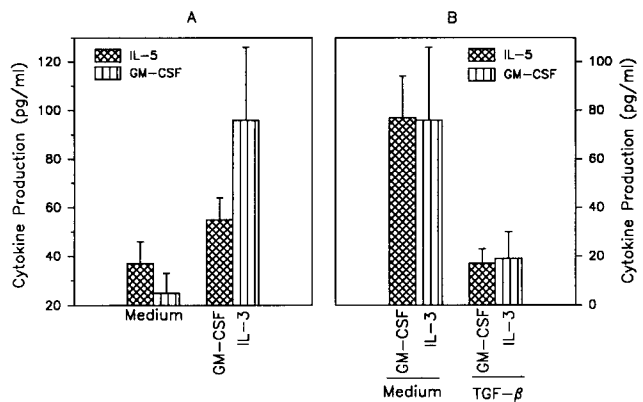 A
B
IL-5
GM-CSF
IL-5
GM-CSF
Cytokine Production (pg/ml)
120
100
80
60
40
20
100
80
60
40
20
0
Cytokine Production (pg/ml)
Medium
GM-CSF
IL-3
GM-CSF
IL-3
GM-CSF
IL-3
Medium
TGF-β